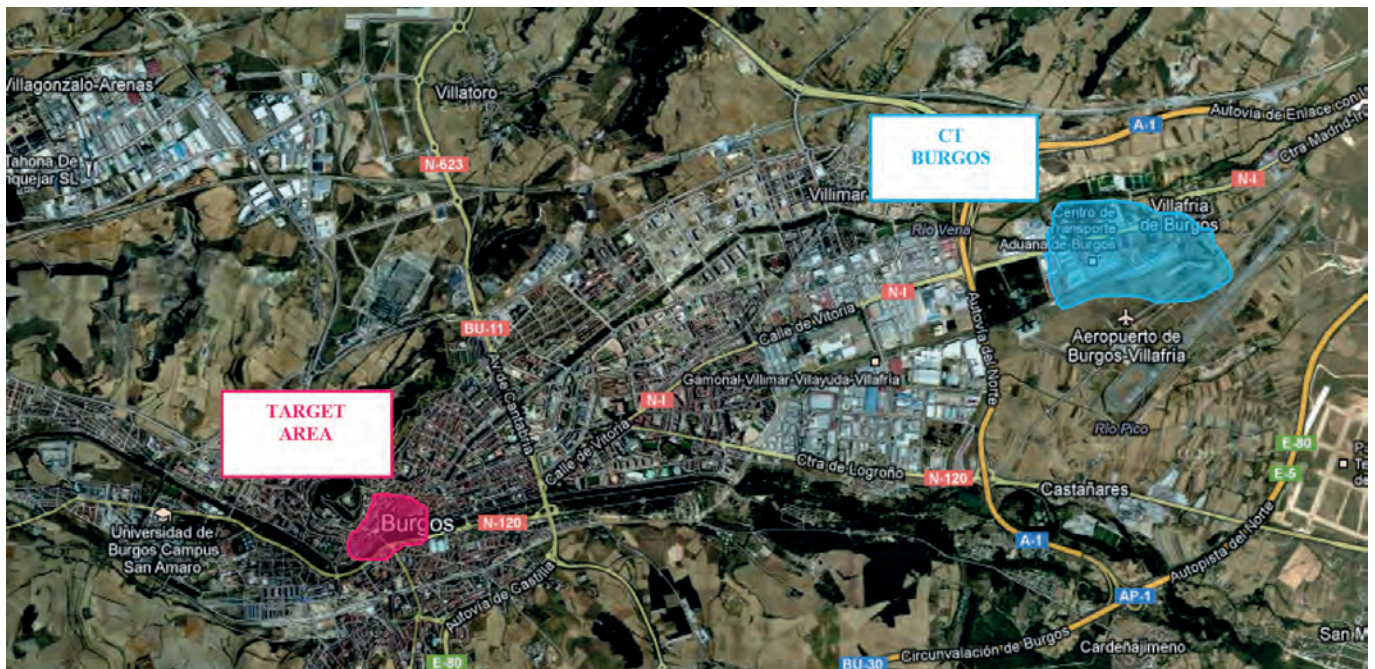 Villagonzalo-Arenas
Villatoro
Autovía de Enlace con
A-1
Ctra Madrid-
CT
BURGOS
Tahona De
nquejar SL
N-623
Villimar
N-I
Villafría
de Burgos
Centro de
Transporte
de Burgos
Aduana
Río Vena
N-I
BU-11
Calle de Vitoria
Autovía del Norte
Aeropuerto de
Burgos-Villafría
Av de Cantabria
Gamonal-Villimar-Villayuda-Villafría
TARGET
AREA
N-I
Río Pico
Calle de Vitoria
E-80
Ctra de Logroño
N-120
E-5
Castañares
Burgos
N-120
Universidad de
Burgos Campus
San Amaro
A-1
Autopista del Norte
Autovía de Castilla
AP-1
San M
Circunvalación de Burgos
Cardeñajimeno
E-80
BU-30